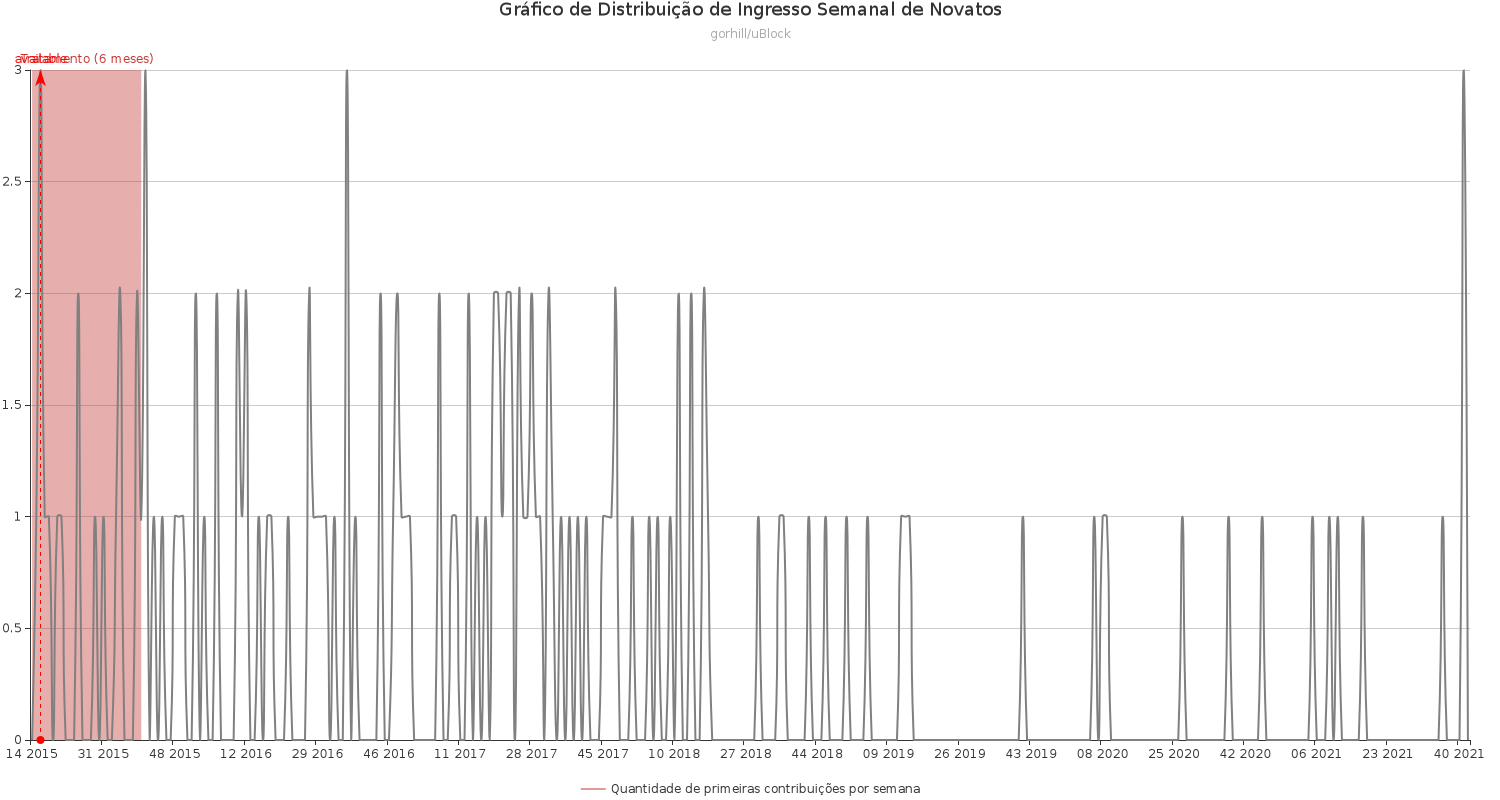 Gráfico de Distribuição de Ingresso Semanal de Novatos
gorhill/uBlock
Tratamento (6 meses)
3
2.5
2
1.5
1
0.5
0
14 2015 31 2015 48 2015 12 2016 29 2016 46 2016 11 2017 28 2017 45 2017 10 2018 27 2018 44 2018 09 2019 26 2019 43 2019 08 2020 25 2020 42 2020 06 2021 23 2021 40 2021
Quantidade de primeiras contribuições por semana